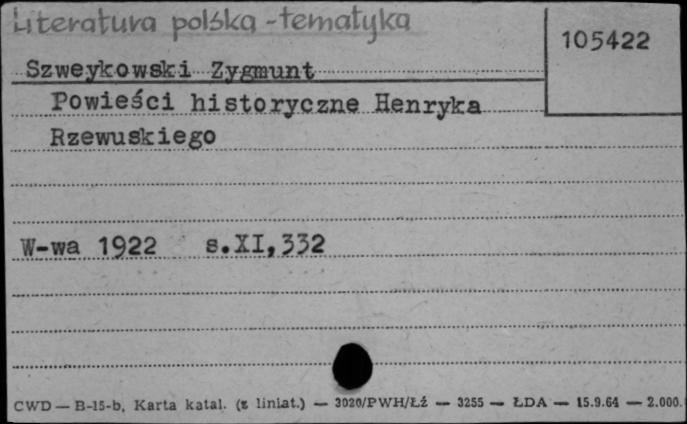 Literatura polska - tematyka
105422
Szweykowski Zygmunt
Powieści historyczne Henryka
Rzewuskiego
W-wa 1922 s.XI,332
CWD — B-15-b, Karta katal. (z liniat.) — 3020/PWH/Łź — 3255 — ŁDA — 15.9.64 — 2.000.